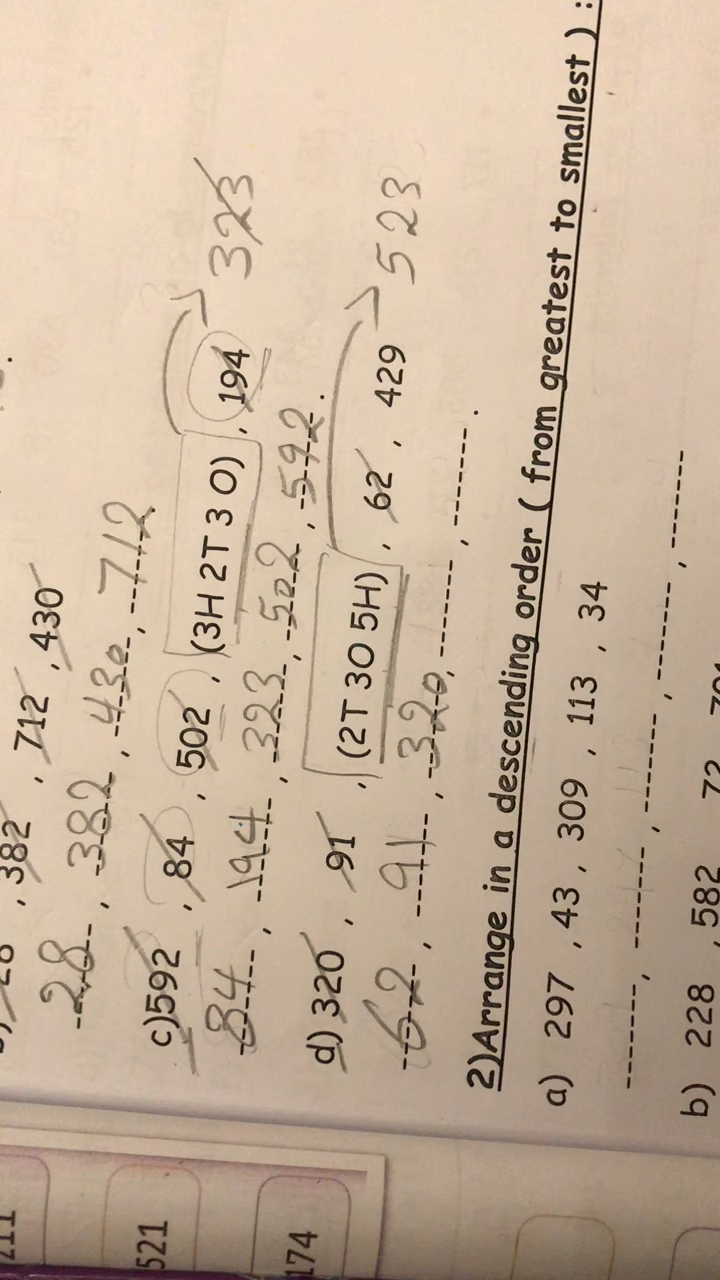 , 382 , 712 , 430
28 , 382 , 430 , 712
c)592 , 84 , 502 , (3H 2T 3 O) , 194 323
84 , 194 , 323 , 502 , 592 .
d) 320 , 91 , (2T 3O 5H) , 62 , 429 523
62 , 91 , 320, -------- , -------- .
2)Arrange in a descending order ( from greatest to smallest ) :
a) 297 , 43 , 309 , 113 , 34
--------, -------- , -------- , -------- , --------
b) 228 , 582 72
211
521
174